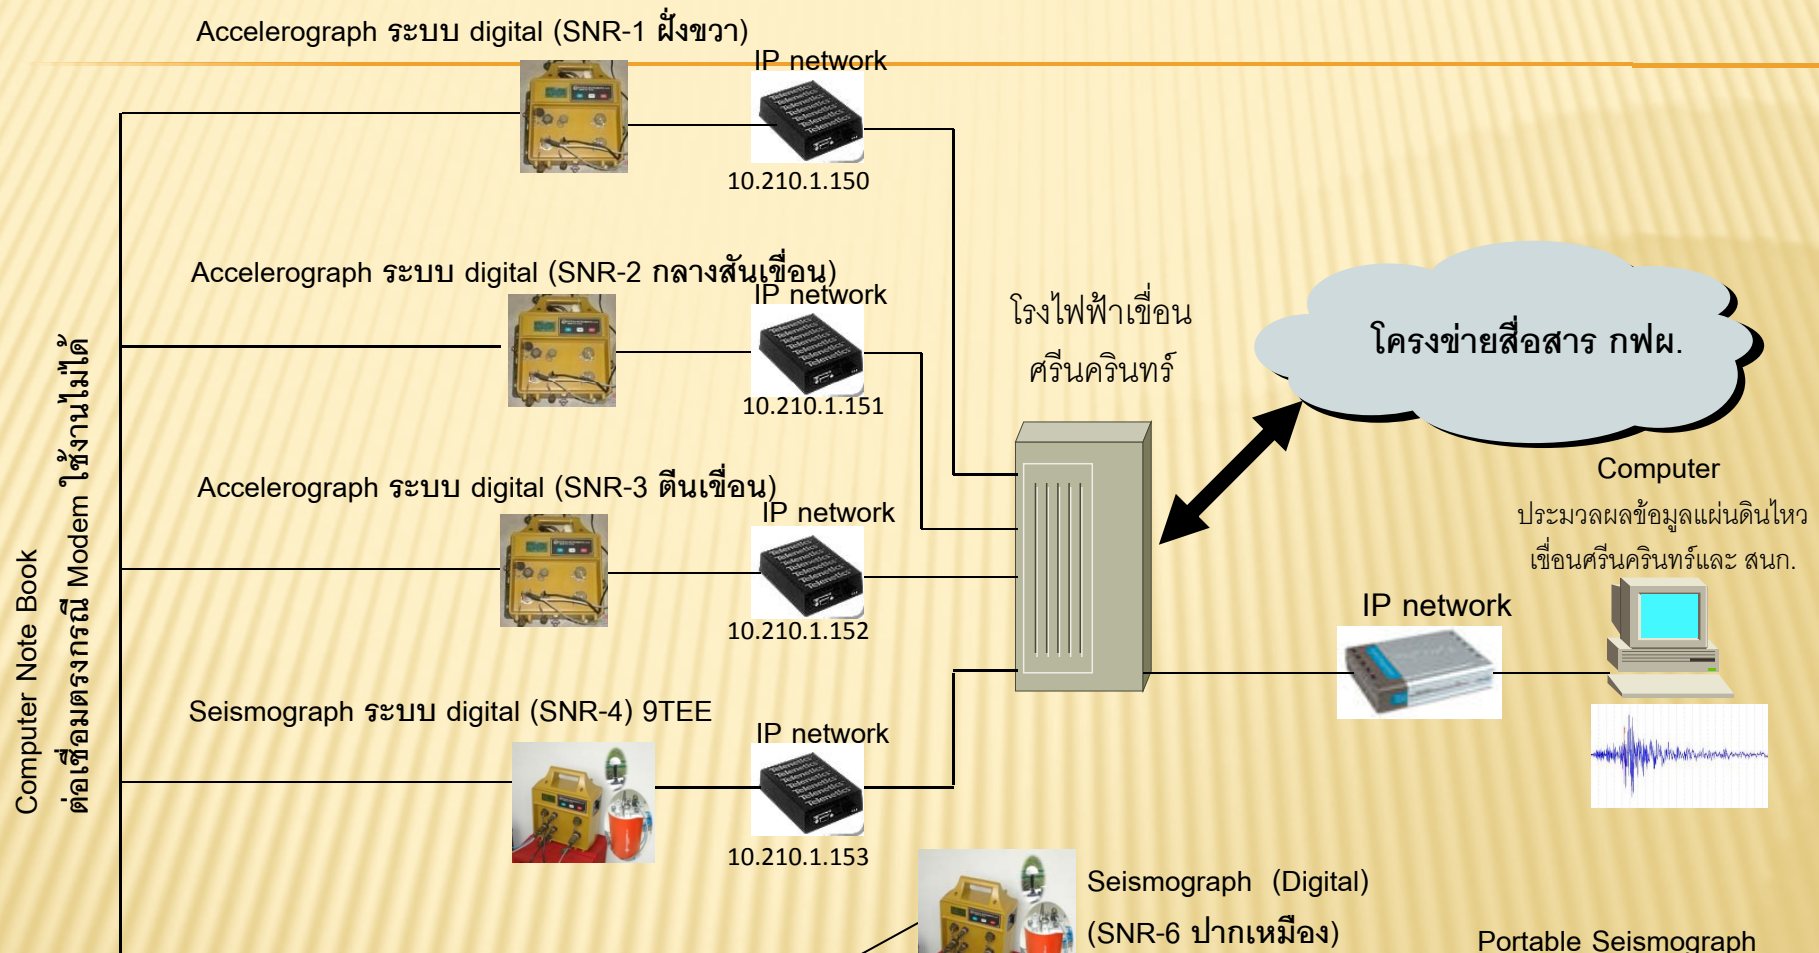 Accelerograph ระบบ digital (SNR-1 ฝั่งขวา)
IP network
Telenetics
10.210.1.150
Accelerograph ระบบ digital (SNR-2 กลางสันเขื่อน)
IP network
Telenetics
10.210.1.151
โรงไฟฟ้าเขื่อน
ศรีนครินทร์
โครงข่ายสื่อสาร กฟผ.
Accelerograph ระบบ digital (SNR-3 ตีนเขื่อน)
IP network
Telenetics
10.210.1.152
Computer
ประมวลผลข้อมูลแผ่นดินไหว
เขื่อนศรีนครินทร์และ สนก.
IP network
Computer Note Book
ต่อเชื่อมตรงกรณี Modem ใช้งานไม่ได้
Seismograph ระบบ digital (SNR-4) 9TEE
IP network
Telenetics
10.210.1.153
Seismograph (Digital)
(SNR-6 ปากเหมือง)
Portable Seismograph